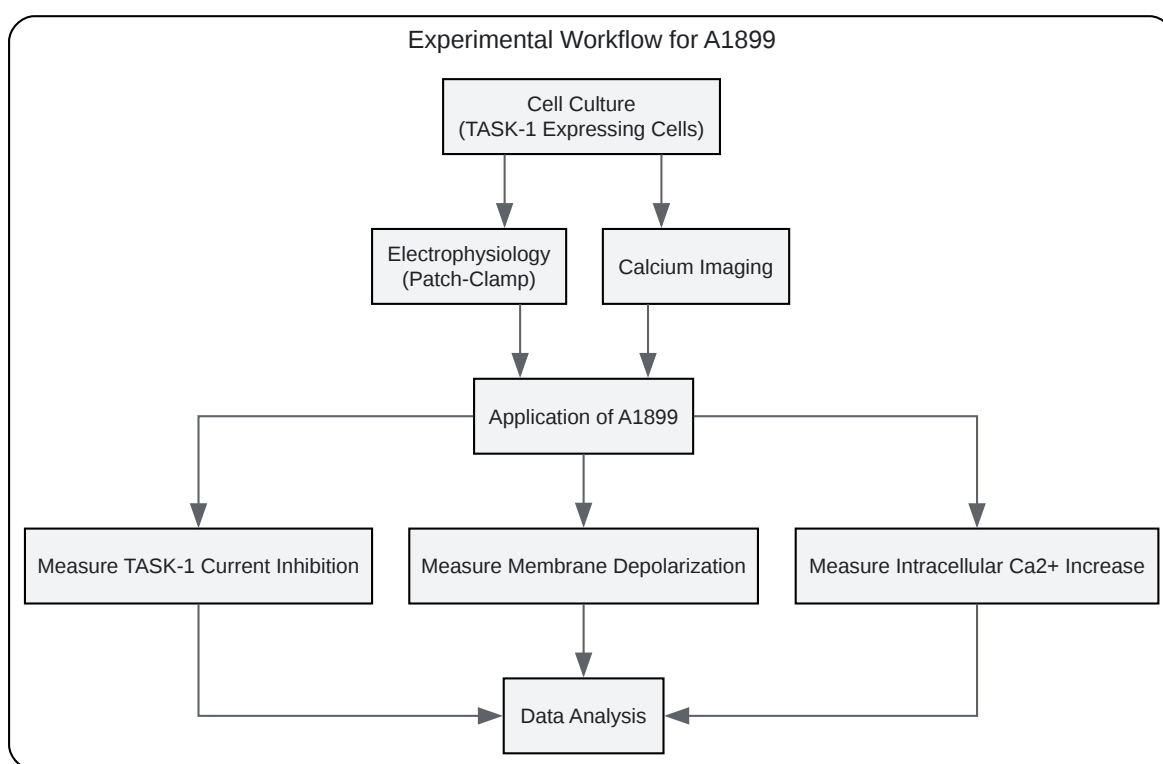 Experimental Workflow for A1899
Cell Culture
(TASK-1 Expressing Cells)
Electrophysiology
(Patch-Clamp)
Calcium Imaging
Application of A1899
Measure TASK-1 Current Inhibition
Measure Membrane Depolarization
Measure Intracellular Ca2+ Increase
Data Analysis